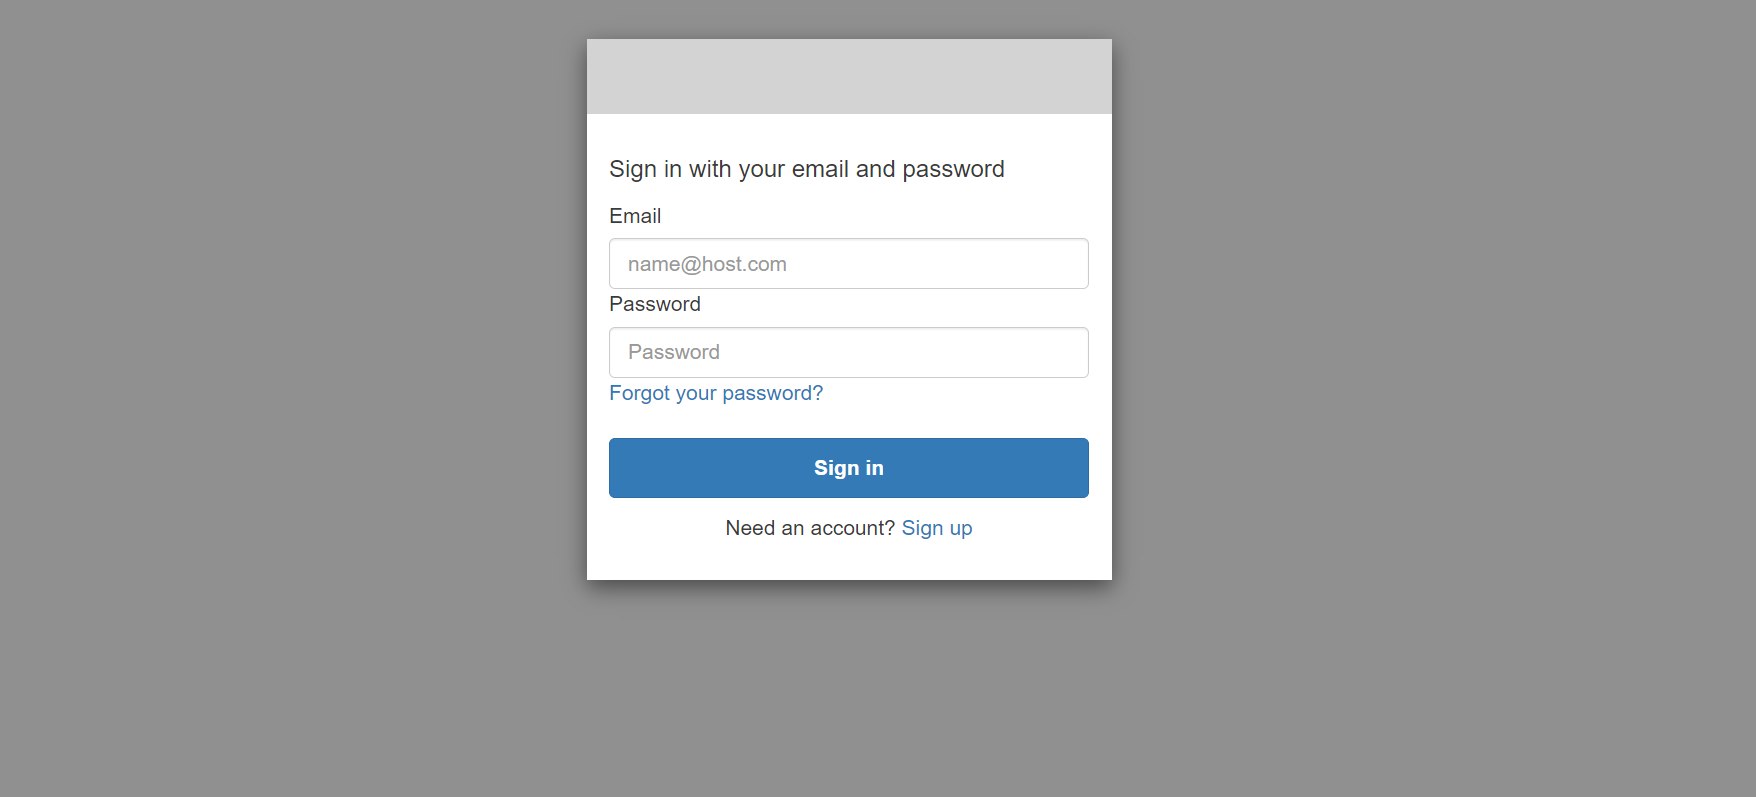 Sign in with your email and password
Email
name@host.com
Password
Password
Forgot your password?
Sign in
Need an account? Sign up